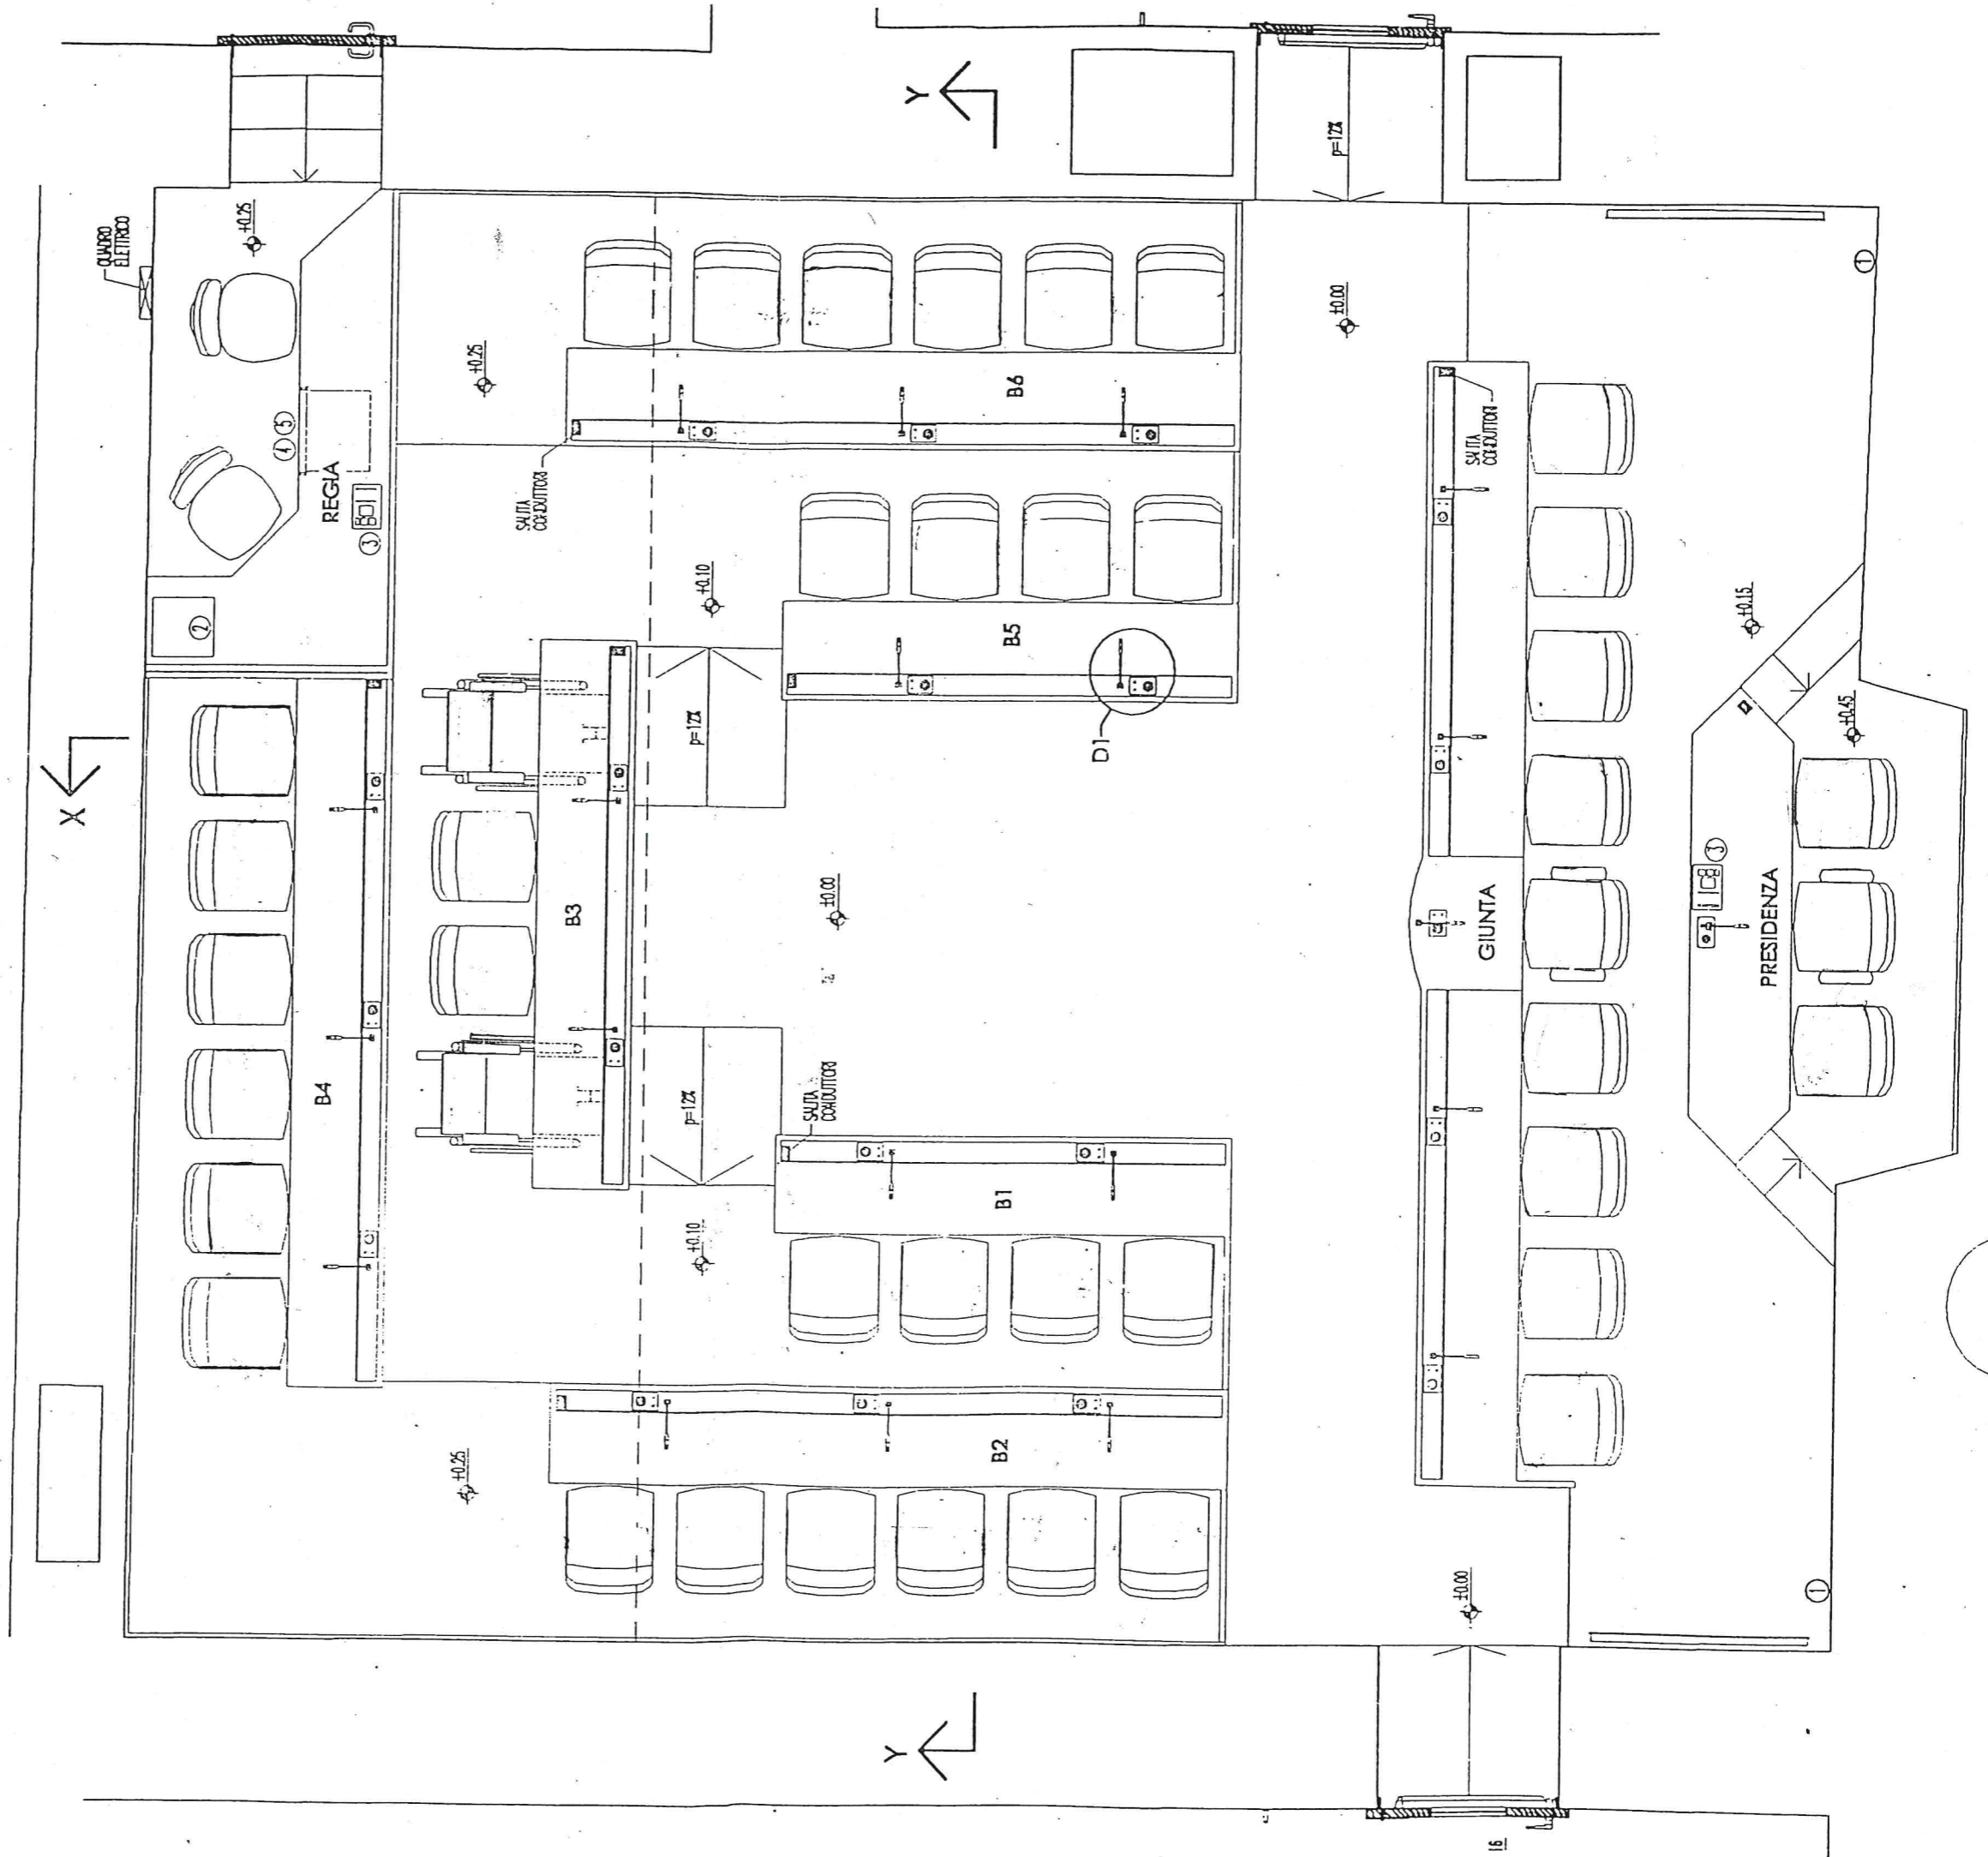 Y
p=12%
QUADRO
ELETTRICO
+0.25
1
±0.00
+0.25
B6
SALITA
CONDUTTORI
4 5
REGIA
3
SALITA
CONDUTTORI
+0.10
2
B5
+0.15
D1
p=12%
+0.45
X
3
±0.00
B3
GIUNTA
PRESIDENZA
B4
p=12%
SALITA
CONDUTTORI
B1
+0.10
B2
+0.25
±0.00
1
Y
16